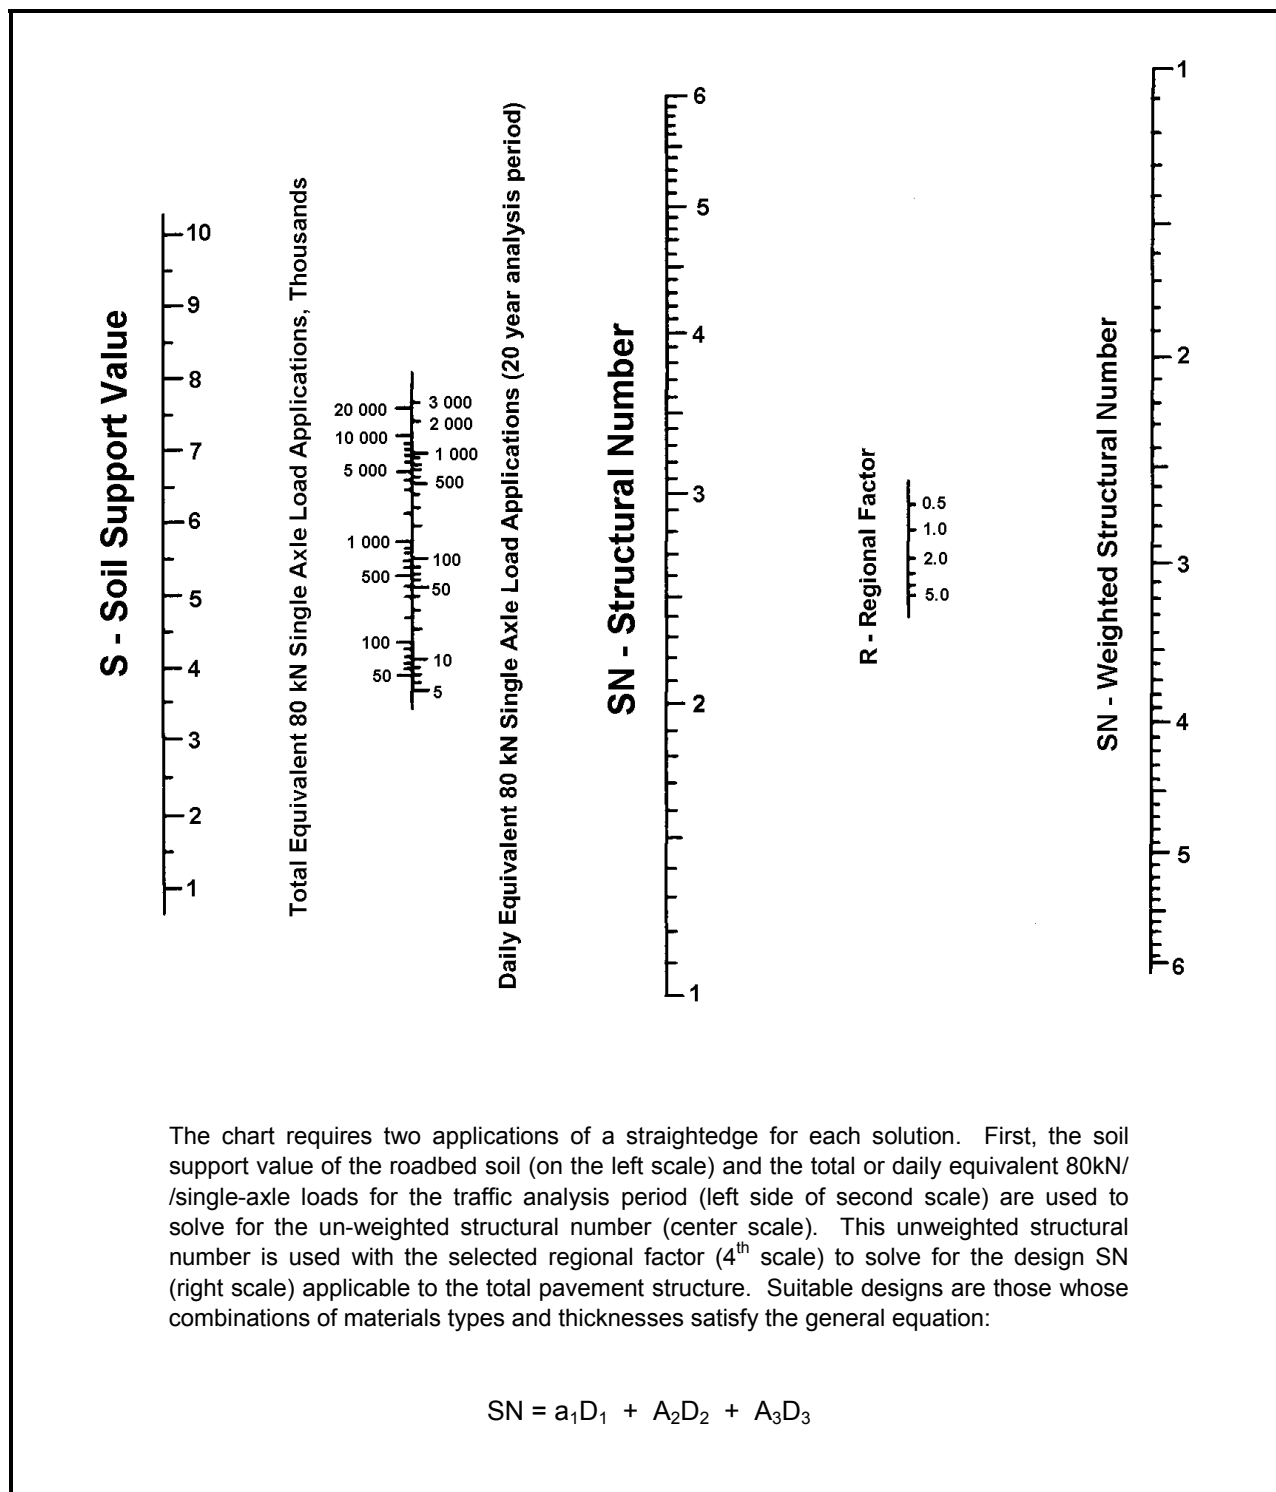 S - Soil Support Value
10
9
8
7
6
5
4
3
2
1
Total Equivalent 80 kN Single Axle Load Applications, Thousands
20 000
10 000
5 000
1 000
500
100
50
3 000
2 000
1 000
500
100
50
10
5
Daily Equivalent 80 kN Single Axle Load Applications (20 year analysis period)
SN - Structural Number
6
5
4
3
2
1
R - Regional Factor
0.5
1.0
2.0
5.0
SN - Weighted Structural Number
1
2
3
4
5
6
The chart requires two applications of a straightedge for each solution. First, the soil
support value of the roadbed soil (on the left scale) and the total or daily equivalent 80kN/
/single-axle loads for the traffic analysis period (left side of second scale) are used to
solve for the un-weighted structural number (center scale). This unweighted structural
number is used with the selected regional factor (4th scale) to solve for the design SN
(right scale) applicable to the total pavement structure. Suitable designs are those whose
combinations of materials types and thicknesses satisfy the general equation:
SN = a₁D₁ + A₂D₂ + A₃D₃